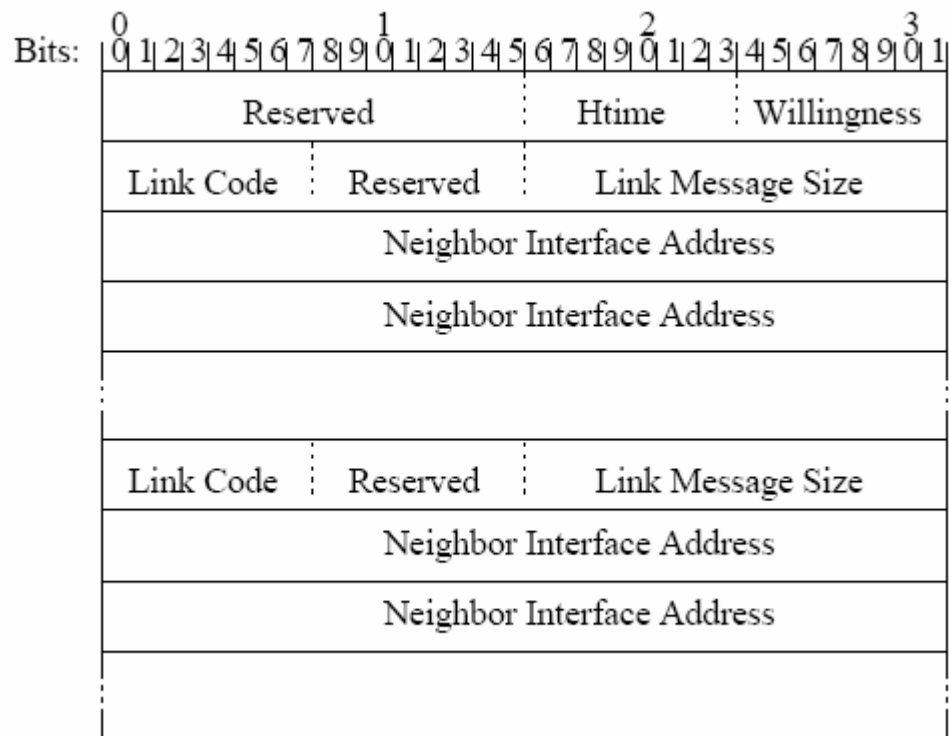 0 1 2 3
Bits: 0 1 2 3 4 5 6 7 8 9 0 1 2 3 4 5 6 7 8 9 0 1 2 3 4 5 6 7 8 9 0 1
Reserved Htime Willingness
Link Code Reserved Link Message Size
Neighbor Interface Address
Neighbor Interface Address
Link Code Reserved Link Message Size
Neighbor Interface Address
Neighbor Interface Address